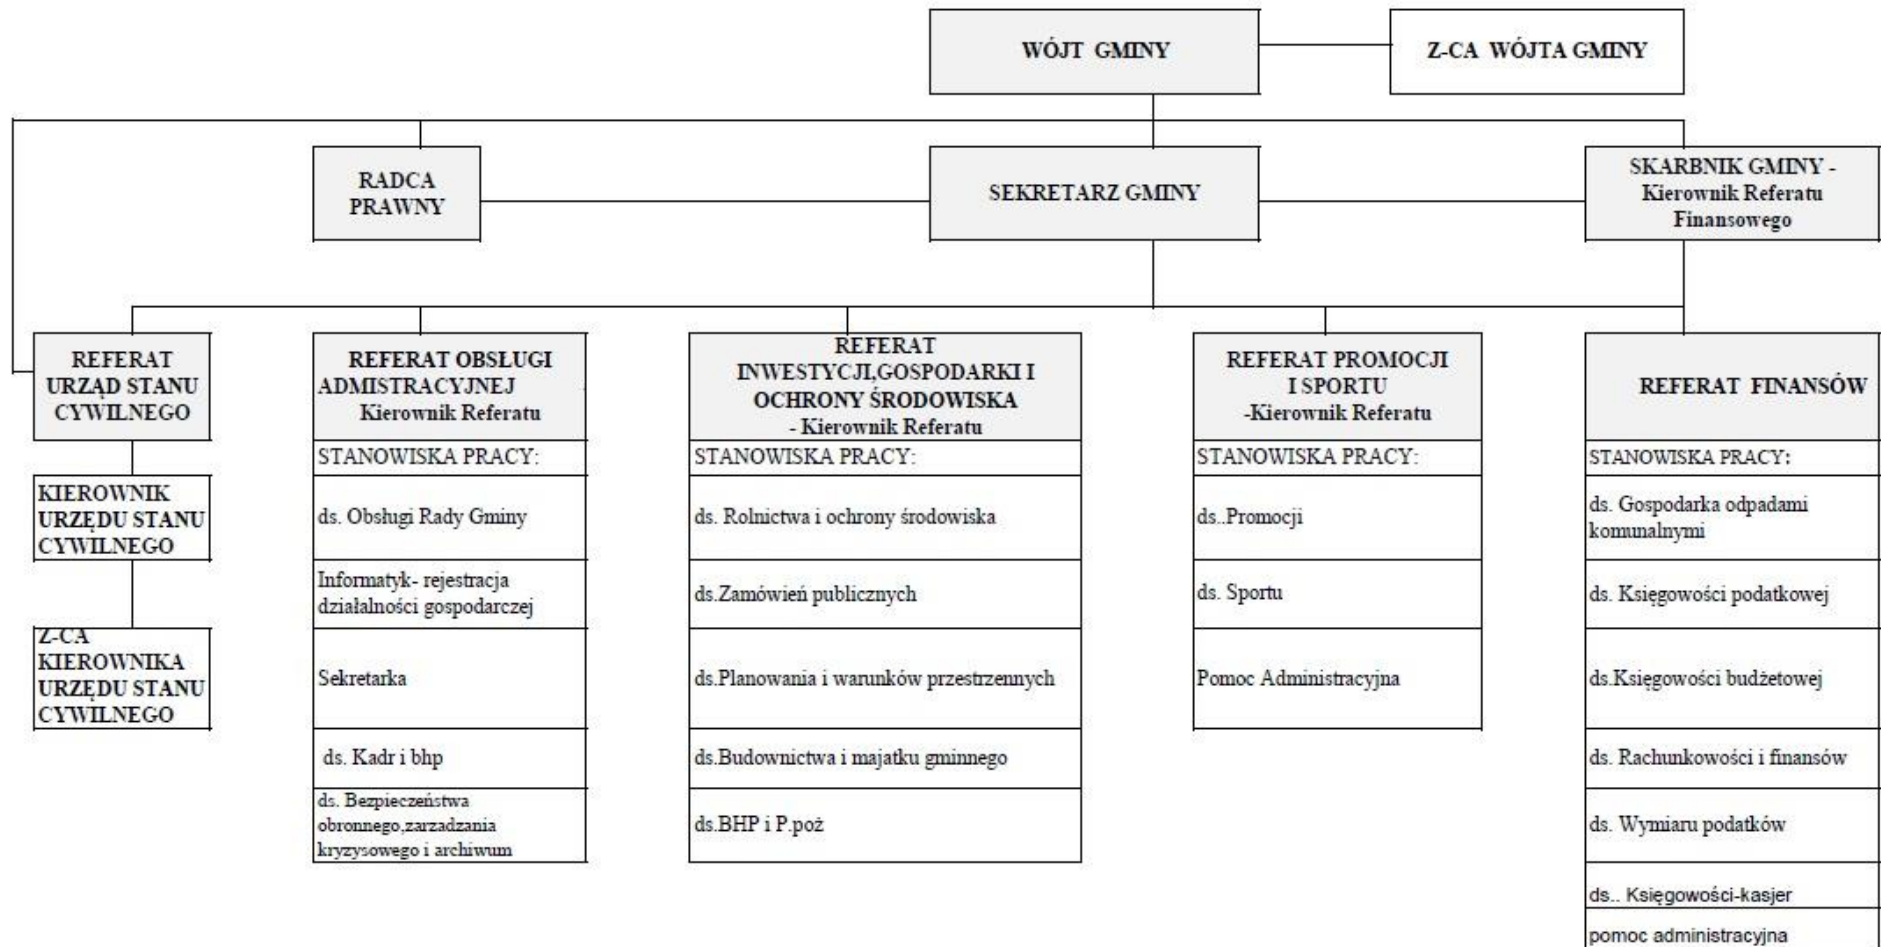 WÓJT GMINY
Z-CA WÓJTA GMINY
RADCA
PRAWNY
SEKRETARZ GMINY
SKARBNIK GMINY -
Kierownik Referatu
Finansowego
REFERAT
URZĄD STANU
CYWILNEGO
KIEROWNIK
URZĘDU STANU
CYWILNEGO
Z-CA
KIEROWNIKA
URZĘDU STANU
CYWILNEGO
REFERAT OBSŁUGI
ADMISTRACYJNEJ
Kierownik Referatu
STANOWISKA PRACY:
ds. Obsługi Rady Gminy
Informatyk- rejestracja
działalności gospodarczej
Sekretarka
ds. Kadr i bhp
ds. Bezpieczeństwa
obronnego,zarzadzania
kryzysowego i archiwum
REFERAT
INWESTYCJI,GOSPODARKI I
OCHRONY ŚRODOWISKA
- Kierownik Referatu
STANOWISKA PRACY:
ds. Rolnictwa i ochrony środowiska
ds.Zamówień publicznych
ds.Planowania i warunków przestrzennych
ds.Budownictwa i majatku gminnego
ds.BHP i P.poż
REFERAT PROMOCJI
I SPORTU
-Kierownik Referatu
STANOWISKA PRACY:
ds..Promocji
ds. Sportu
Pomoc Administracyjna
REFERAT FINANSÓW
STANOWISKA PRACY:
ds. Gospodarka odpadami
komunalnymi
ds. Księgowości podatkowej
ds.Księgowości budżetowej
ds. Rachunkowości i finansów
ds. Wymiaru podatków
ds.. Księgowości-kasjer
pomoc administracyjna